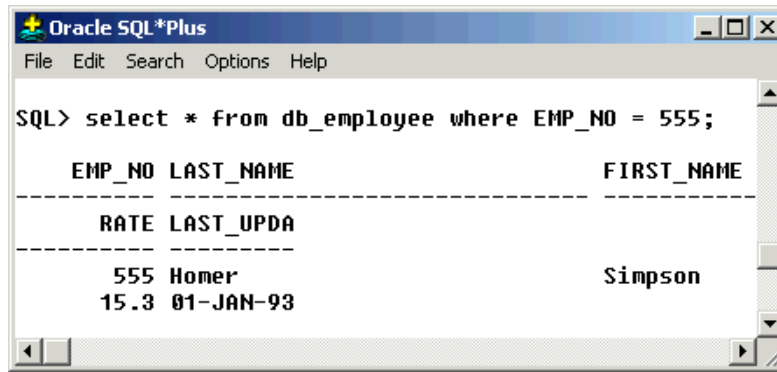 Oracle SQL*Plus
File Edit Search Options Help
SQL> select * from db_employee where EMP_NO = 555;
EMP_NO LAST_NAME FIRST_NAME
---------- ------------------------------ -----------
RATE LAST_UPDA
---------- ---------
555 Homer Simpson
15.3 01-JAN-93